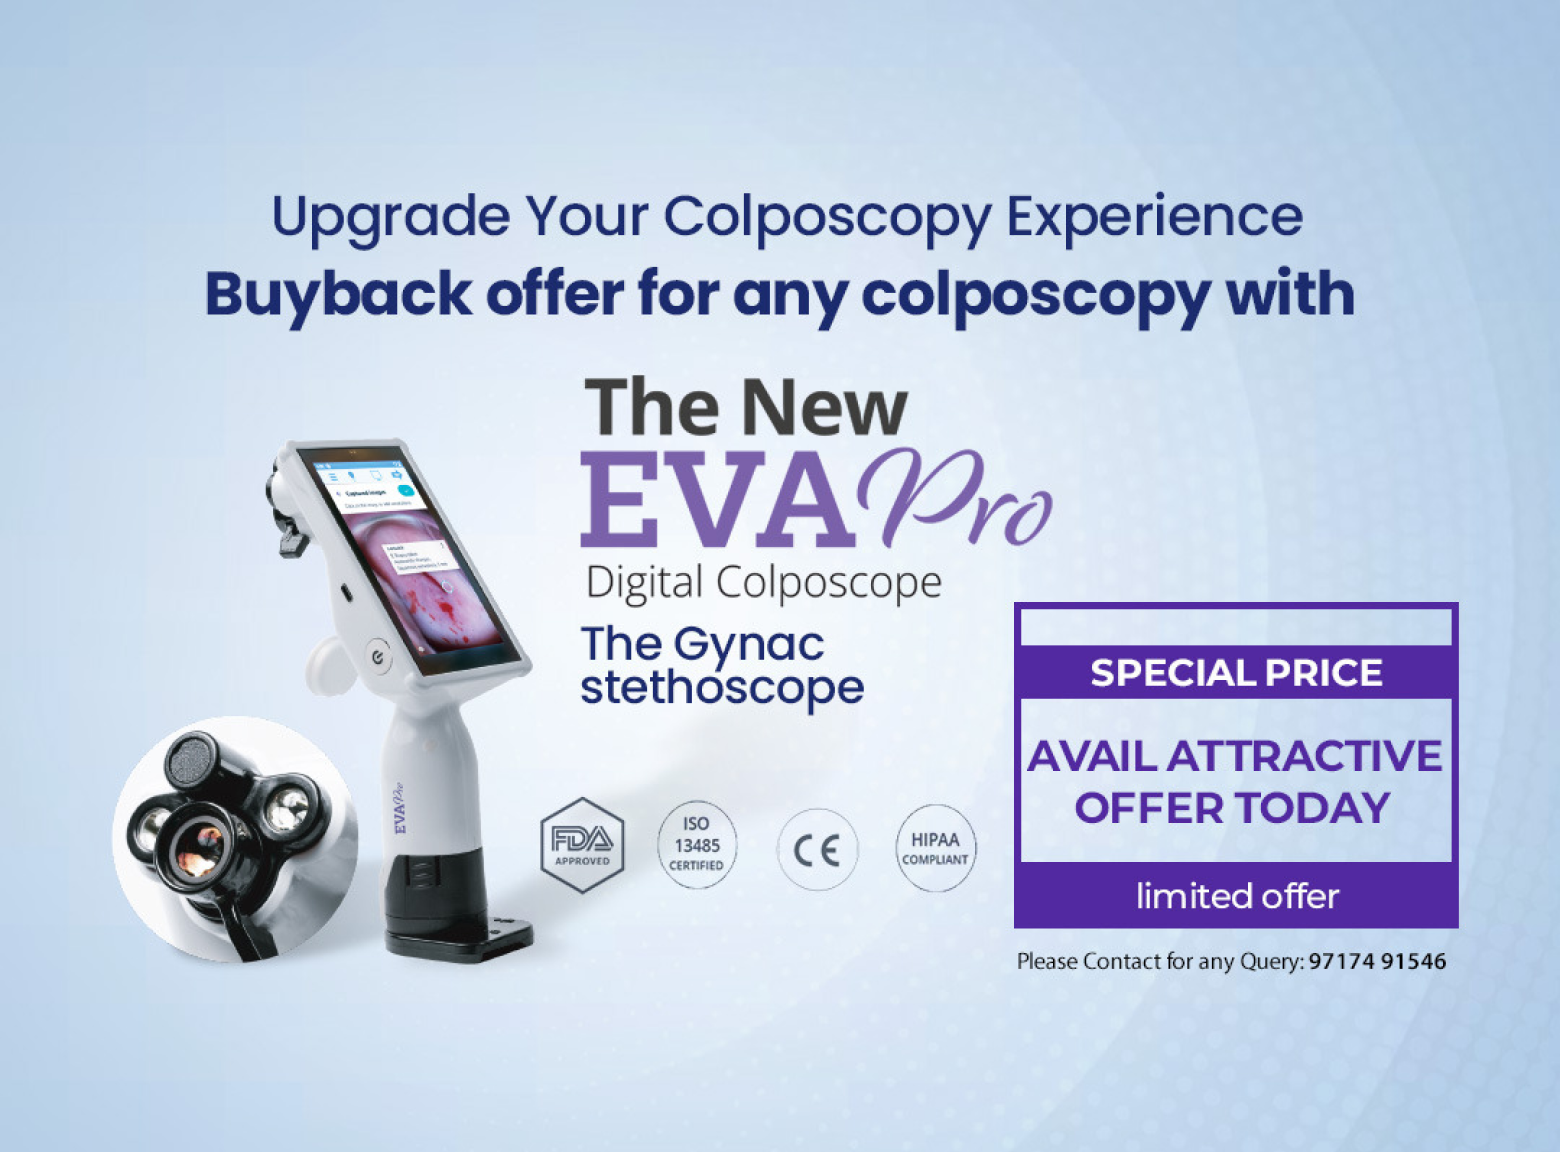 Upgrade Your Colposcopy Experience
Buyback offer for any colposcopy with
The New
EVA Pro
Digital Colposcope
The Gynac
stethoscope
Captured images
EVA Pro
FDA
APPROVED
ISO
13485
CERTIFIED
CE
HIPAA
COMPLIANT
SPECIAL PRICE
AVAIL ATTRACTIVE
OFFER TODAY
limited offer
Please Contact for any Query: 97174 91546